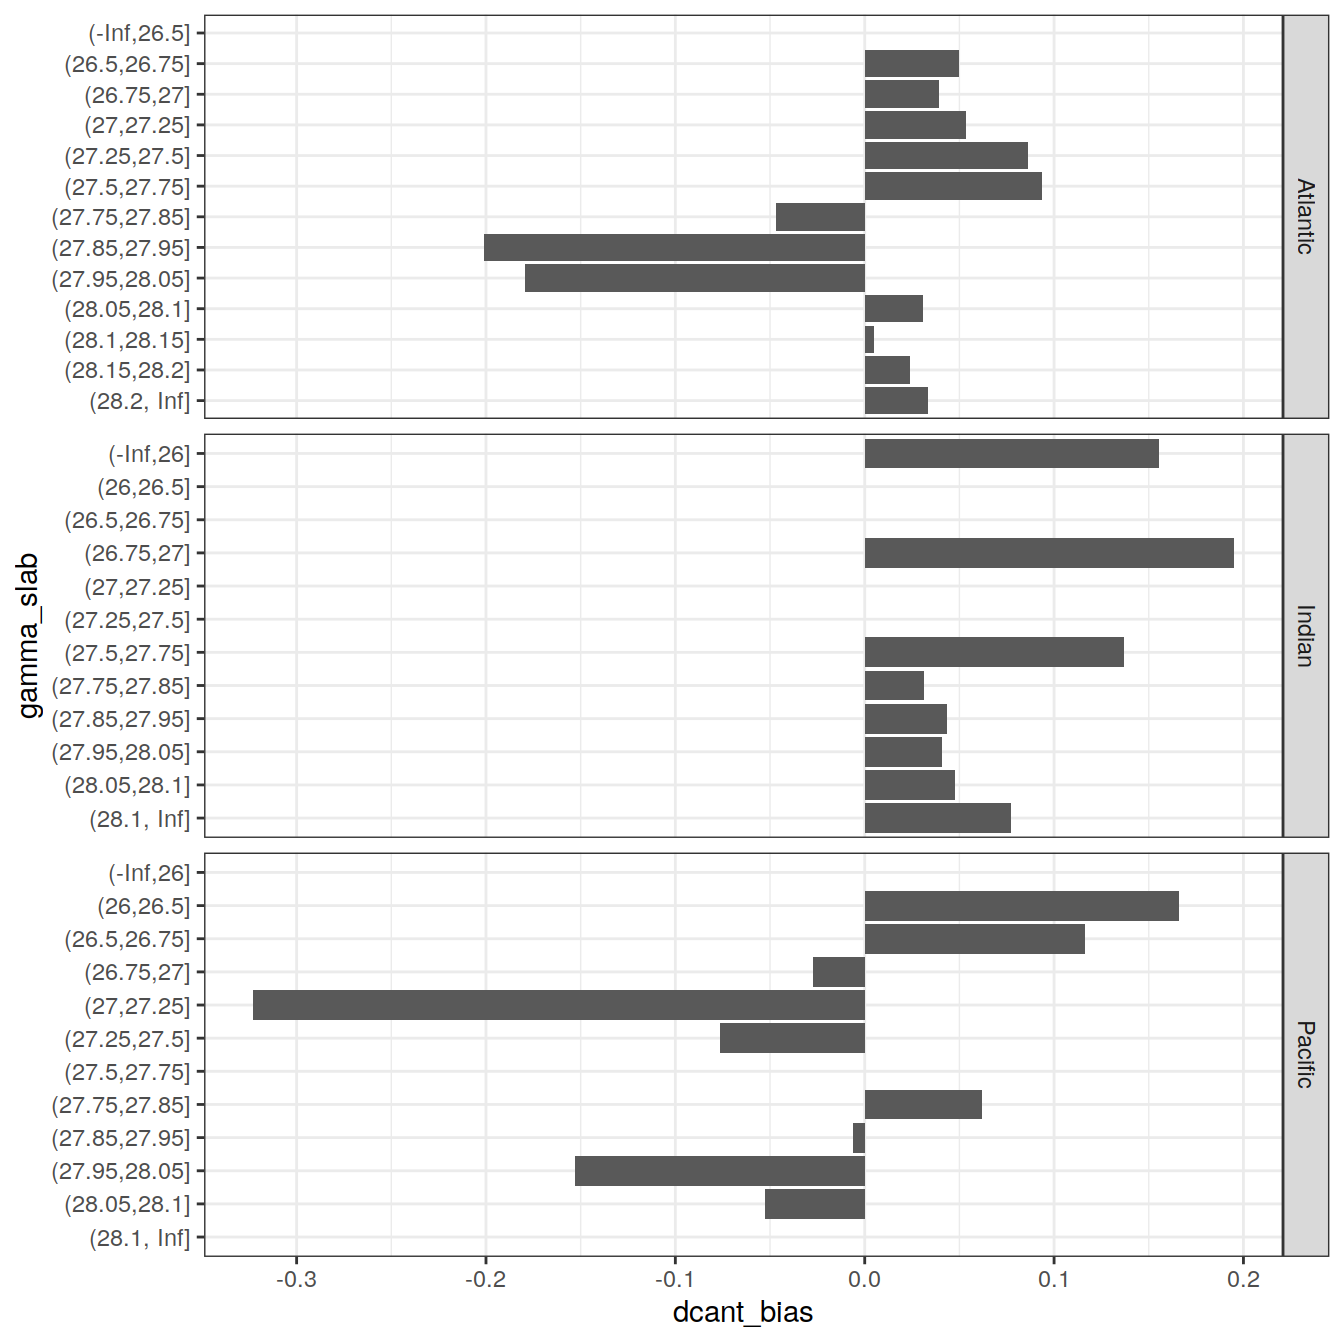 (-Inf,26.5]
(26.5,26.75]
(26.75,27]
(27,27.25]
(27.25,27.5]
(27.5,27.75]
(27.75,27.85]
(27.85,27.95]
(27.95,28.05]
(28.05,28.1]
(28.1,28.15]
(28.15,28.2]
(28.2, Inf]
Atlantic
(-Inf,26]
(26,26.5]
(26.5,26.75]
(26.75,27]
(27,27.25]
(27.25,27.5]
(27.5,27.75]
(27.75,27.85]
(27.85,27.95]
(27.95,28.05]
(28.05,28.1]
(28.1, Inf]
Indian
gamma_slab
(-Inf,26]
(26,26.5]
(26.5,26.75]
(26.75,27]
(27,27.25]
(27.25,27.5]
(27.5,27.75]
(27.75,27.85]
(27.85,27.95]
(27.95,28.05]
(28.05,28.1]
(28.1, Inf]
Pacific
-0.3 -0.2 -0.1 0.0 0.1 0.2
dcant_bias